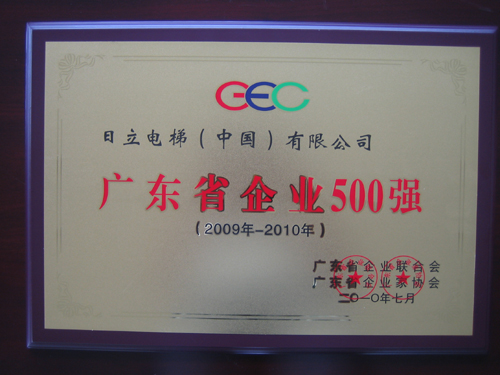 GEC
日立电梯（中国）有限公司
广东省企业500强
（2009年-2010年）
广东省企业联合会
广东省企业家协会
二〇一〇年七月